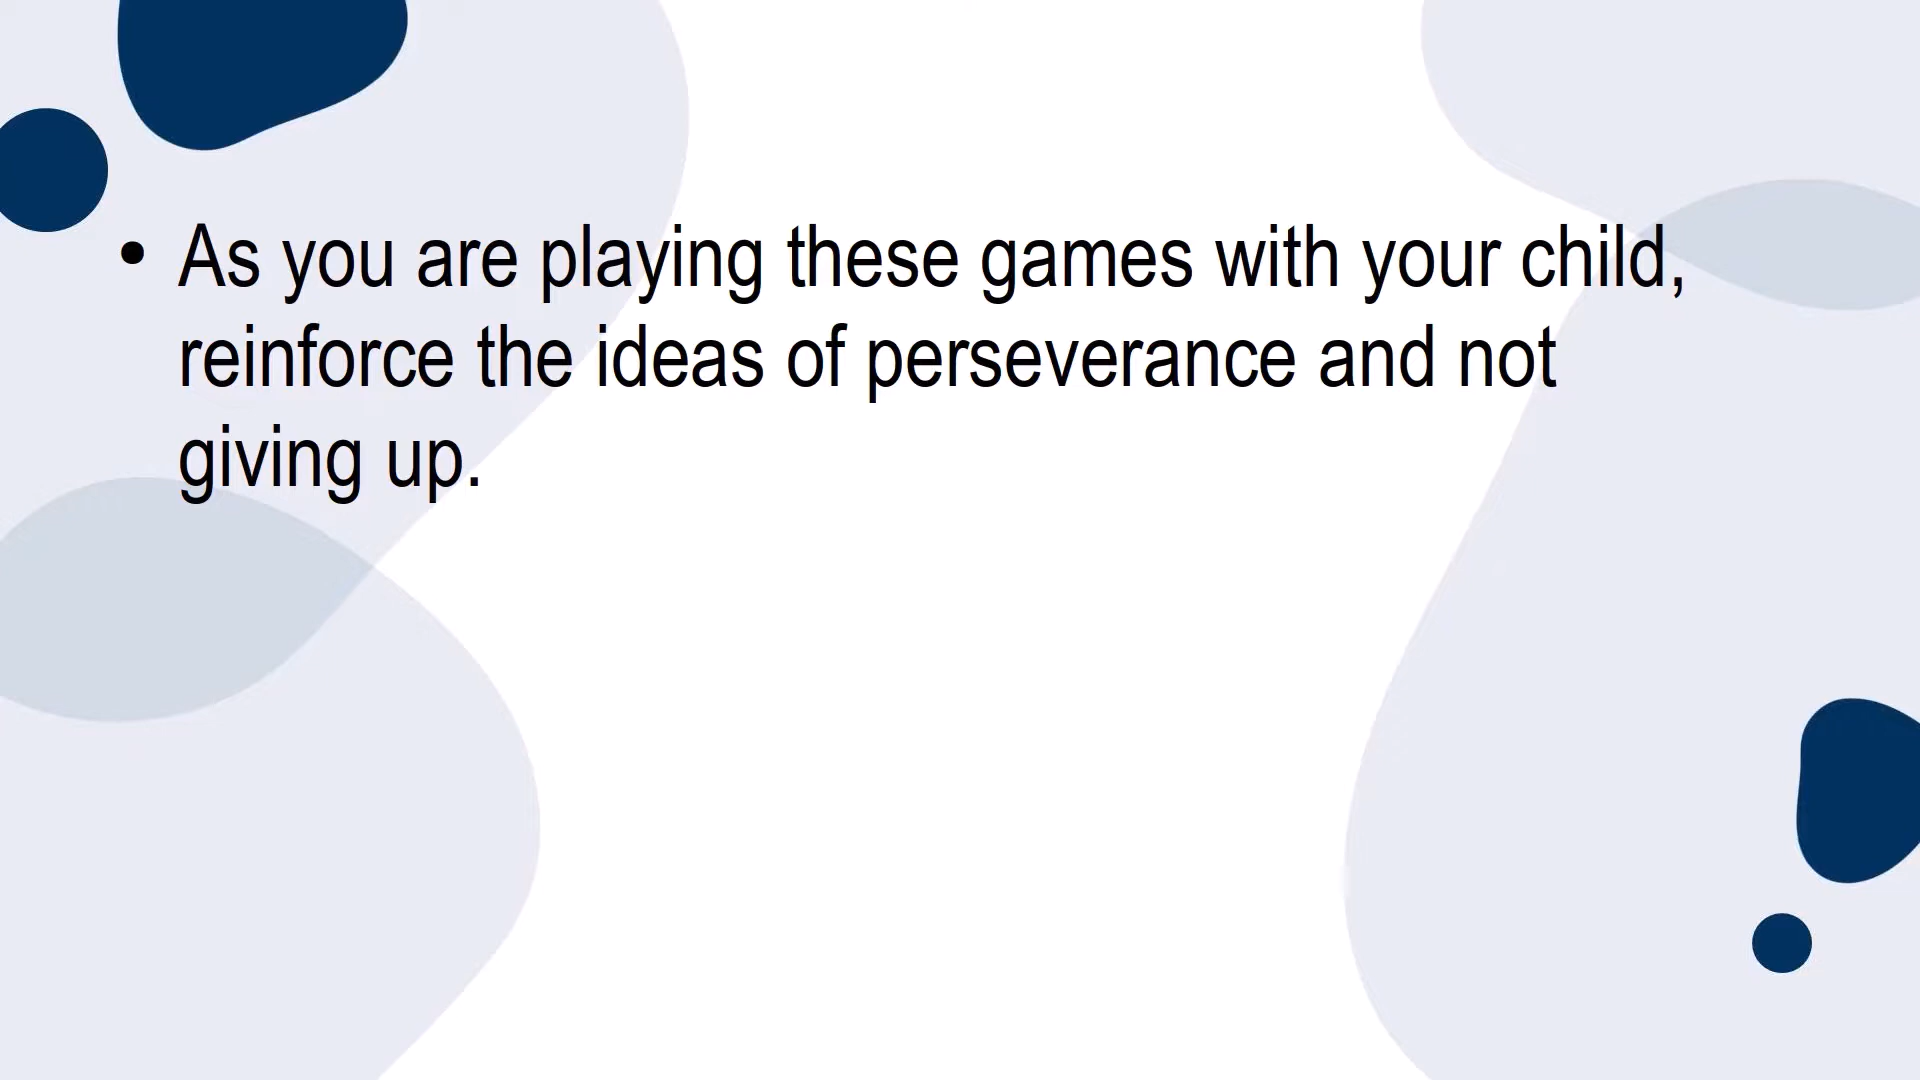 • As you are playing these games with your child,
reinforce the ideas of perseverance and not
giving up.